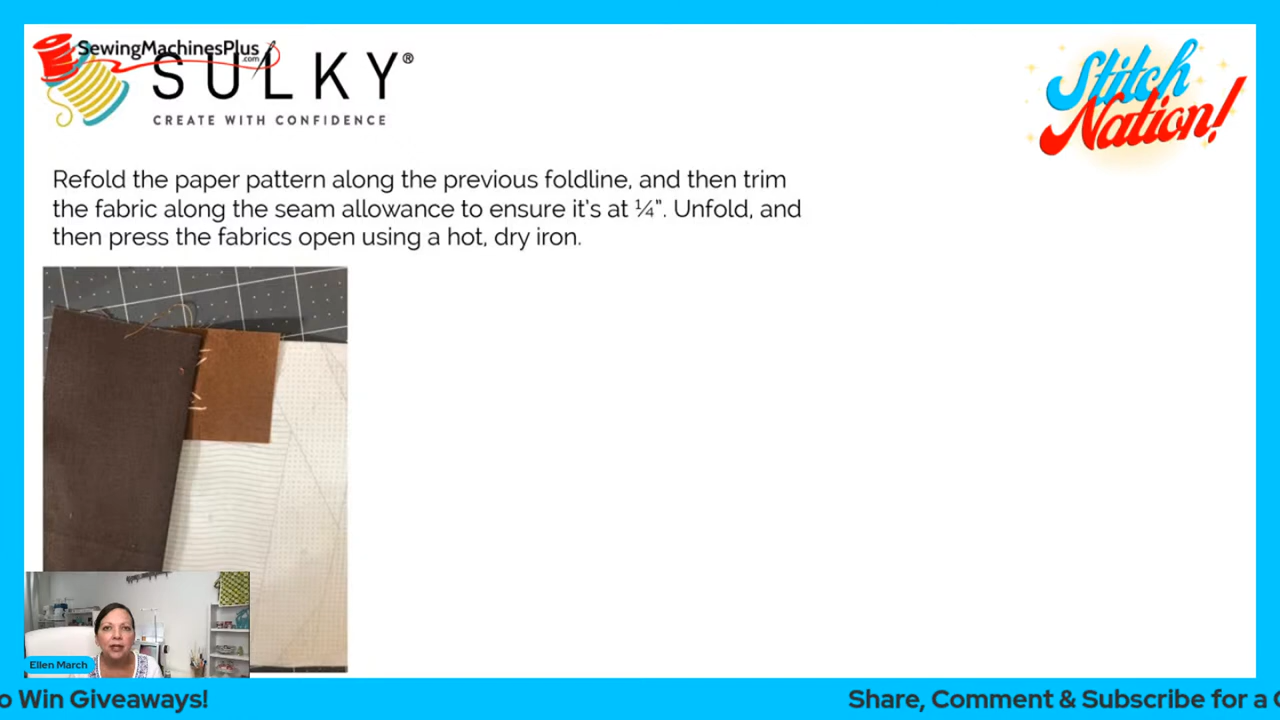 SewingMachinesPlus
.com
SULKY®
CREATE WITH CONFIDENCE
Stitch
Nation!
Refold the paper pattern along the previous foldline, and then trim
the fabric along the seam allowance to ensure it's at ¼”. Unfold, and
then press the fabrics open using a hot, dry iron.
Ellen March
o Win Giveaways!
Share, Comment & Subscribe for a